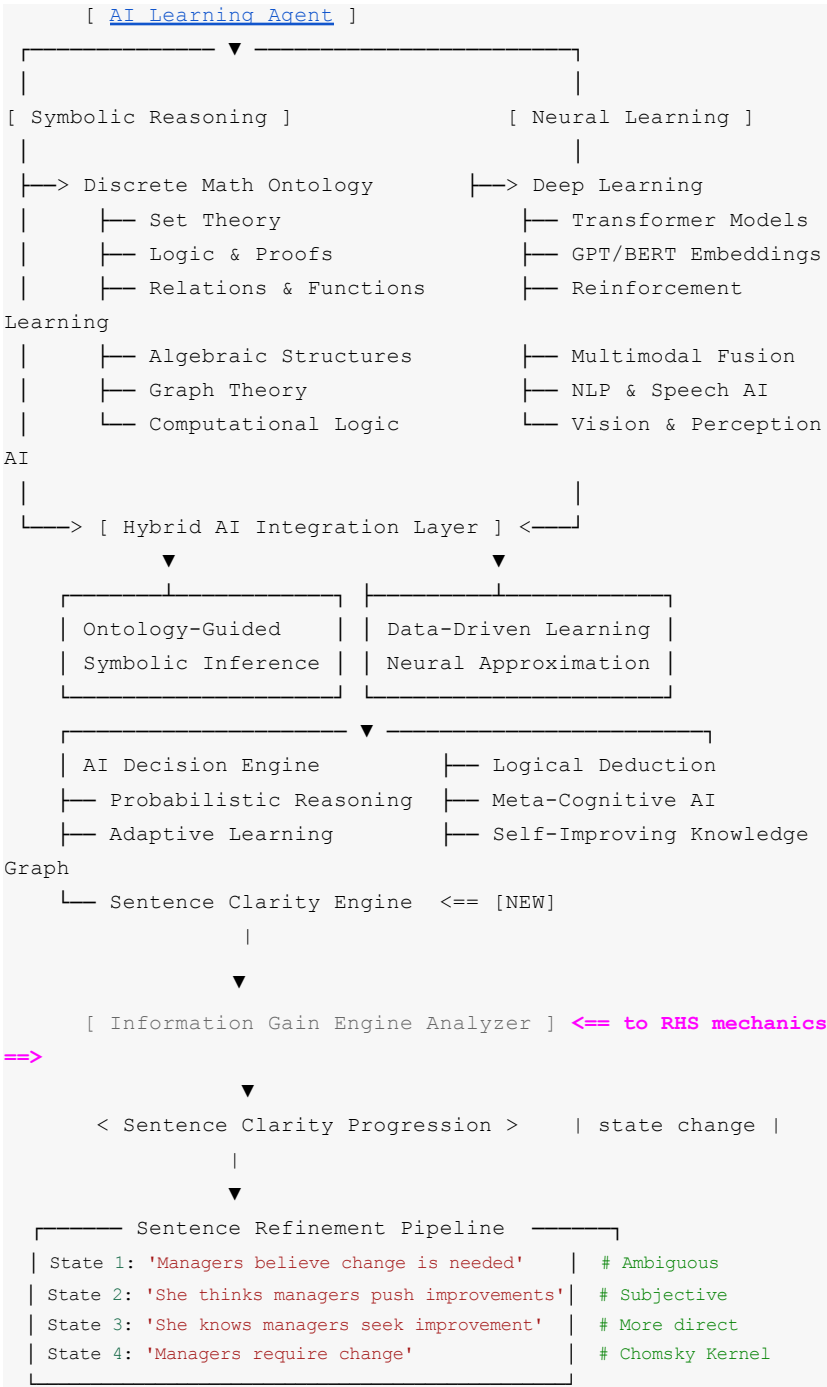 [ AI Learning Agent ]
┌────────────── ▼ ───────────────────────┐
│ │
[ Symbolic Reasoning ] [ Neural Learning ]
│ │
├──> Discrete Math Ontology ├──> Deep Learning
│ ├── Set Theory ├── Transformer Models
│ ├── Logic & Proofs ├── GPT/BERT Embeddings
│ ├── Relations & Functions ├── Reinforcement
Learning
│ ├── Algebraic Structures ├── Multimodal Fusion
│ ├── Graph Theory ├── NLP & Speech AI
│ └── Computational Logic └── Vision & Perception
AI
│ │
└───> [ Hybrid AI Integration Layer ] <───┘
▼ ▼
┌───────┴────────────┐ ├─────────┴────────────┐
│ Ontology-Guided │ │ Data-Driven Learning │
│ Symbolic Inference │ │ Neural Approximation │
└────────────────────┘ └──────────────────────┘
┌───────────────────── ▼ ───────────────────────┐
│ AI Decision Engine ├── Logical Deduction
├── Probabilistic Reasoning ├── Meta-Cognitive AI
├── Adaptive Learning ├── Self-Improving Knowledge
Graph
└── Sentence Clarity Engine <== [NEW]
|
▼
[ Information Gain Engine Analyzer ] <== to RHS mechanics
==>
▼
< Sentence Clarity Progression > | state change |
|
▼
┌────── Sentence Refinement Pipeline ──────┐
│ State 1: 'Managers believe change is needed' │ # Ambiguous
│ State 2: 'She thinks managers push improvements'│ # Subjective
│ State 3: 'She knows managers seek improvement' │ # More direct
│ State 4: 'Managers require change' │ # Chomsky Kernel
└──────────────────────────────────────────┘